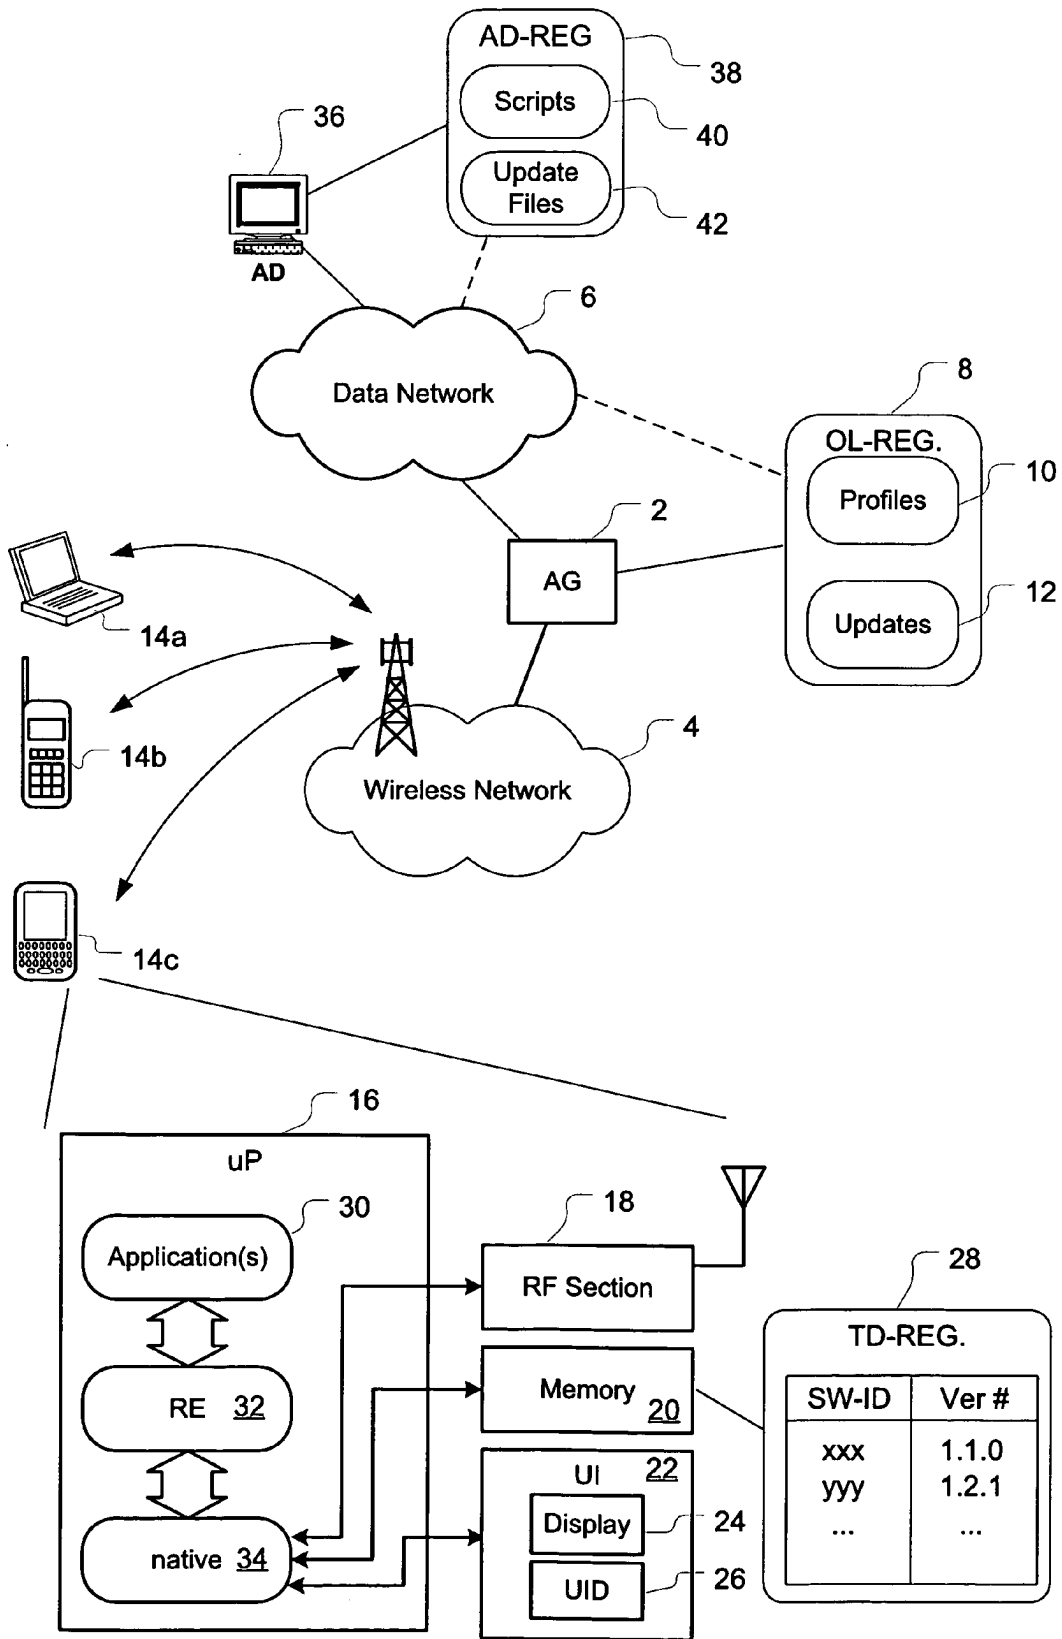 AD-REG
38
Scripts
40
Update
Files
42
36
AD
6
Data Network
8
OL-REG.
Profiles
10
Updates
12
2
AG
14a
14b
4
Wireless Network
14c
16
uP
30
Application(s)
RE 32
native 34
18
RF Section
Memory
20
22
UI
Display
24
UID
26
28
TD-REG.
SW-ID Ver #
xxx 1.1.0
yyy 1.2.1
... ...